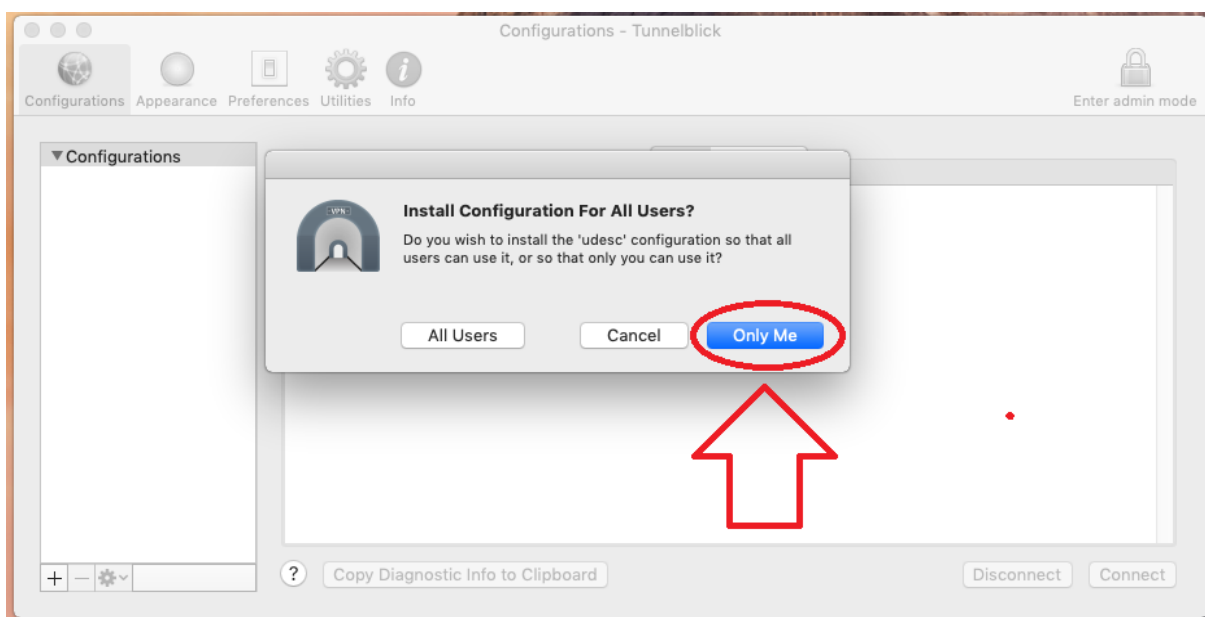 Configurations - Tunnelblick
Configurations Appearance Preferences Utilities Info Enter admin mode
▼Configurations
VPN
Install Configuration For All Users?
Do you wish to install the 'udesc' configuration so that all
users can use it, or so that only you can use it?
All Users Cancel Only Me
? Copy Diagnostic Info to Clipboard Disconnect Connect